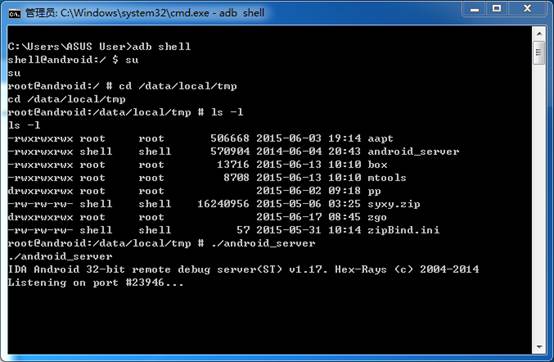 管理员: C:\Windows\system32\cmd.exe - adb  shell
C:\Users\ASUS User>adb shell
shell@android:/ $ su
su
root@android:/ # cd /data/local/tmp
cd /data/local/tmp
root@android:/data/local/tmp # ls -l
ls -l
-rwxrwxrwx root     root       506668 2015-06-03 19:14 aapt
-rwxrwxrwx shell    shell      570904 2014-06-04 20:43 android_server
-rwxrwxrwx root     root        13716 2015-06-13 10:10 box
-rwxrwxrwx root     root         8708 2015-06-13 10:10 mtools
drwxrwxrwx root     root              2015-06-02 09:18 pp
-rw-rw-rw- shell    shell    16240956 2015-05-06 03:25 syxy.zip
drwxrwxrwx root     root              2015-06-17 08:45 zgo
-rw-rw-rw- shell    shell          57 2015-05-31 10:14 zipBind.ini
root@android:/data/local/tmp # ./android_server
./android_server
IDA Android 32-bit remote debug server(ST) v1.17. Hex-Rays (c) 2004-2014
Listening on port #23946...